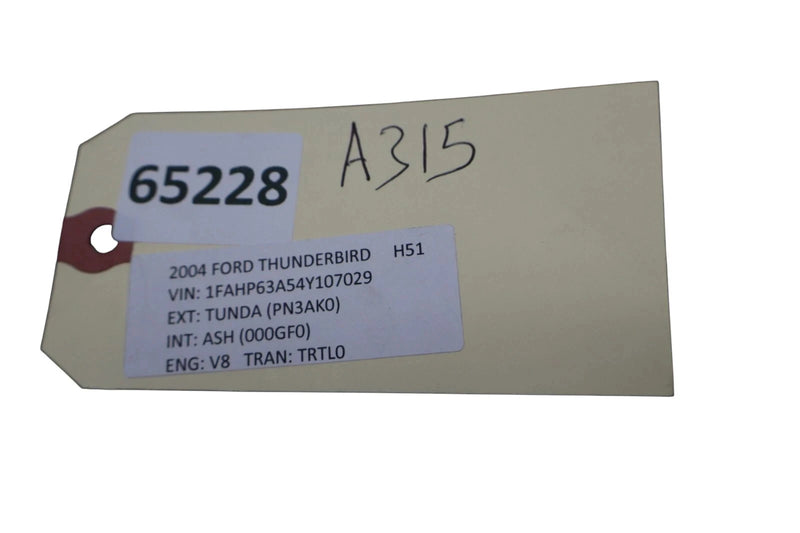 65228
A315
2004 FORD THUNDERBIRD H51
VIN: 1FAHP63A54Y107029
EXT: TUNDA (PN3AK0)
INT: ASH (000GF0)
ENG: V8 TRAN: TRTL0